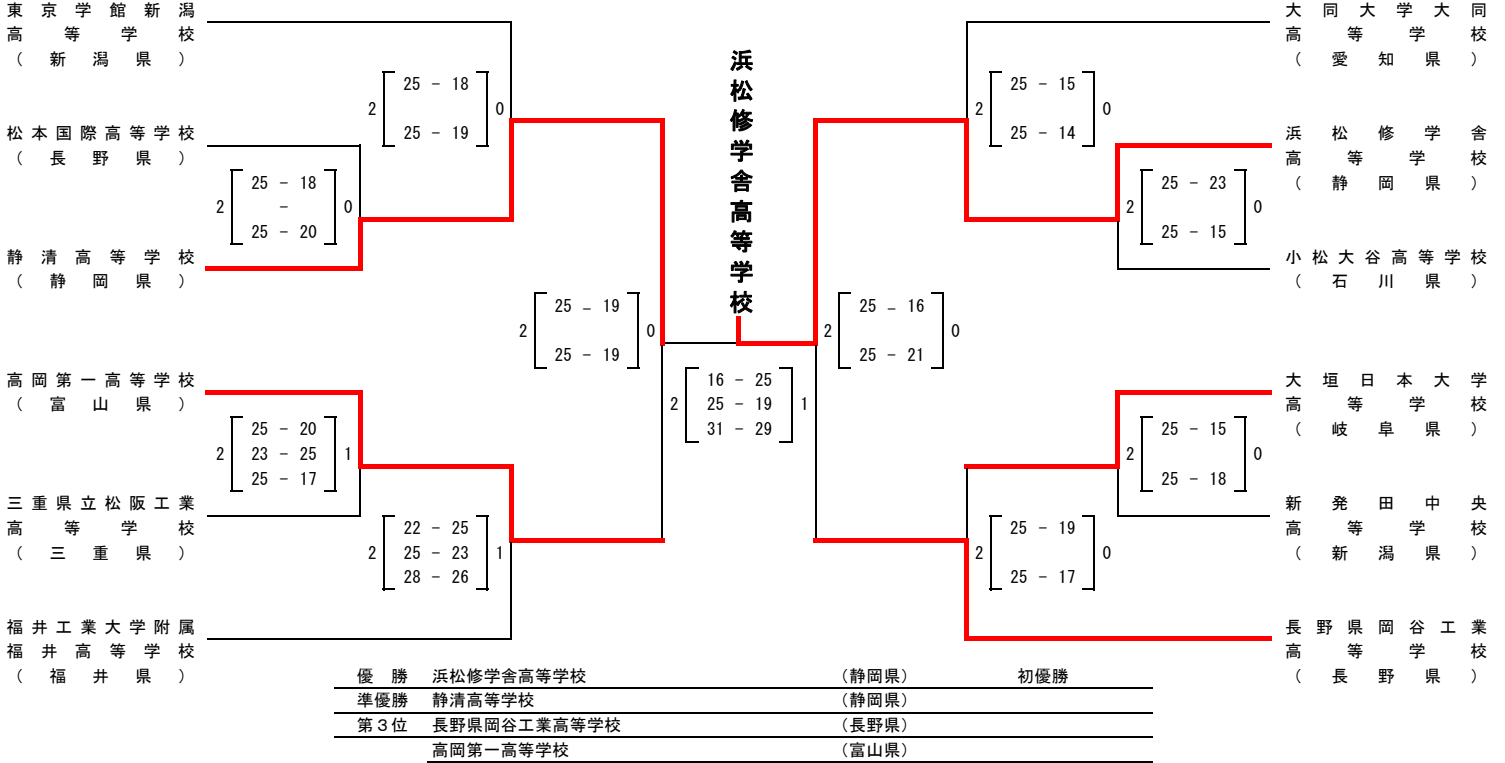 東京学館新潟
高等学校
（新潟県）
松本国際高等学校
（長野県）
静清高等学校
（静岡県）
高岡第一高等学校
（富山県）
三重県立松阪工業
高等学校
（三重県）
福井工業大学附属
福井高等学校
（福井県）
2
25 - 18
25 - 19
0
2
25 - 18
-
25 - 20
0
2
25 - 20
23 - 25
25 - 17
1
2
22 - 25
25 - 23
28 - 26
1
2
25 - 19
25 - 19
0
浜松修学舎高等学校
2
16 - 25
25 - 19
31 - 29
1
2
25 - 16
25 - 21
0
2
25 - 15
25 - 14
0
2
25 - 23
25 - 15
0
2
25 - 15
25 - 18
0
2
25 - 19
25 - 17
0
大同大学大同
高等学校
（愛知県）
浜松修学舎
高等学校
（静岡県）
小松大谷高等学校
（石川県）
大垣日本大学
高等学校
（岐阜県）
新発田中央
高等学校
（新潟県）
長野県岡谷工業
高等学校
（長野県）
優　勝 浜松修学舎高等学校 （静岡県） 初優勝
準優勝 静清高等学校 （静岡県）
第３位 長野県岡谷工業高等学校 （長野県）
高岡第一高等学校 （富山県）